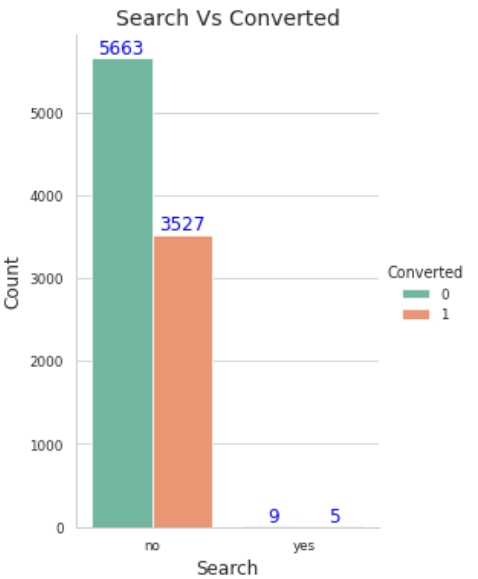 Search Vs Converted
5663
5000
4000
3527
3000
Converted
0
1
Count
2000
1000
9 5
0
no yes
Search